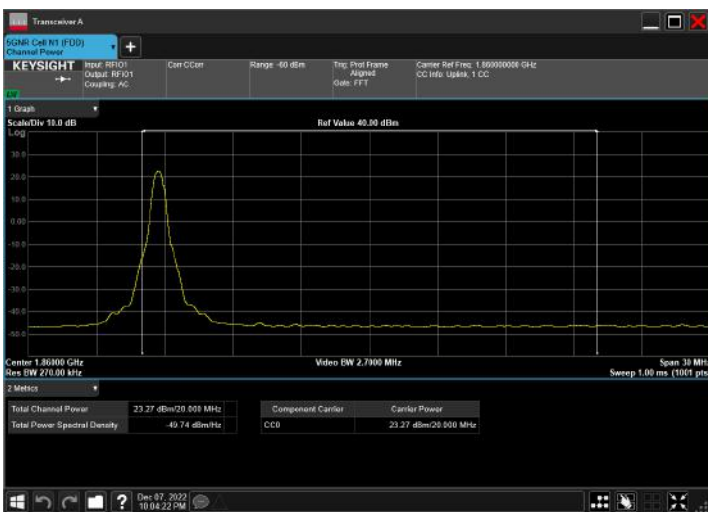 Transceiver A
5GNR Cell N1 (FDD)
Channel Power
KEYSIGHT
Input: RFIO1
Output: RFIO1
Coupling: AC
Corr CCorr
Range: -60 dBm
Trig: Prot Frame
Aligned
Gate: FFT
Carrier Ref Freq: 1.860000000 GHz
CC Info: Uplink, 1 CC
1 Graph
Scale/Div 10.0 dB
Ref Value 40.00 dBm
Log
30.0
20.0
10.0
0.00
-10.0
-20.0
-30.0
-40.0
-50.0
Center 1.86000 GHz
Video BW 2.7000 MHz
Span 30 MHz
Res BW 270.00 kHz
Sweep 1.00 ms (1001 pts
2 Metrics
Total Channel Power 23.27 dBm/20.000 MHz
Total Power Spectral Density -49.74 dBm/Hz
Component Carrier Carrier Power
CC0 23.27 dBm/20.000 MHz
?
Dec 07, 2022
10:04:22 PM